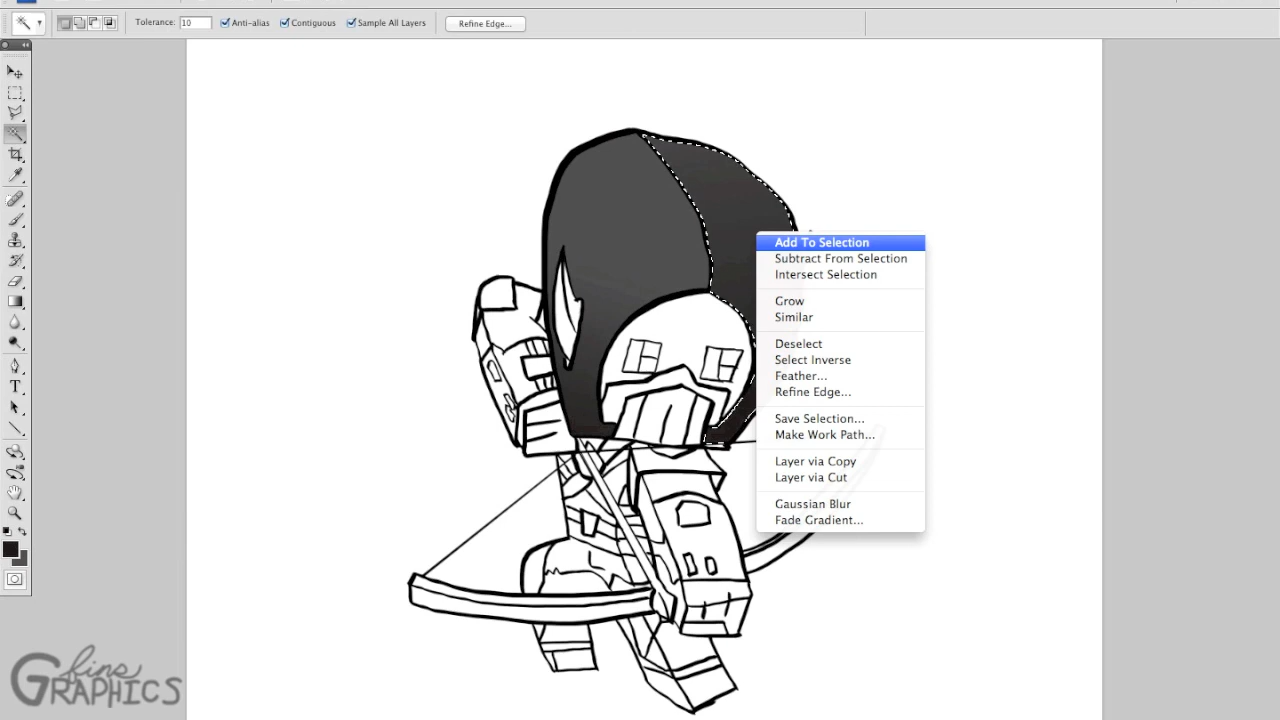 Tolerance: 10 Anti-alias Contiguous Sample All Layers Refine Edge...
Add To Selection
Subtract From Selection
Intersect Selection
Grow
Similar
Deselect
Select Inverse
Feather...
Refine Edge...
Save Selection...
Make Work Path...
Layer via Copy
Layer via Cut
Gaussian Blur
Fade Gradient...
T
Gfins
GRAPHICS